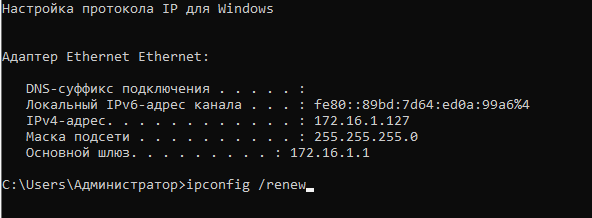 Настройка протокола IP для Windows
Адаптер Ethernet Ethernet:
DNS-суффикс подключения . . . . . :
Локальный IPv6-адрес канала . . . : fe80::89bd:7d64:ed0a:99a6%4
IPv4-адрес. . . . . . . . . . . . : 172.16.1.127
Маска подсети . . . . . . . . . . : 255.255.255.0
Основной шлюз. . . . . . . . . : 172.16.1.1
C:\Users\Администратор>ipconfig /renew